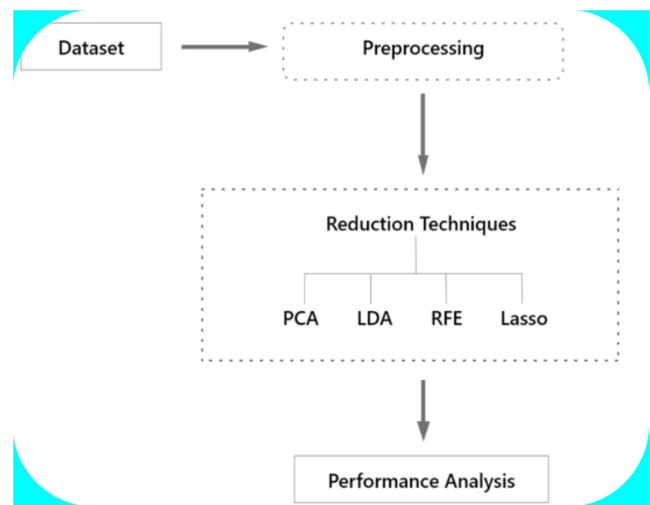 Dataset
Preprocessing
Reduction Techniques
PCA LDA RFE Lasso
Performance Analysis